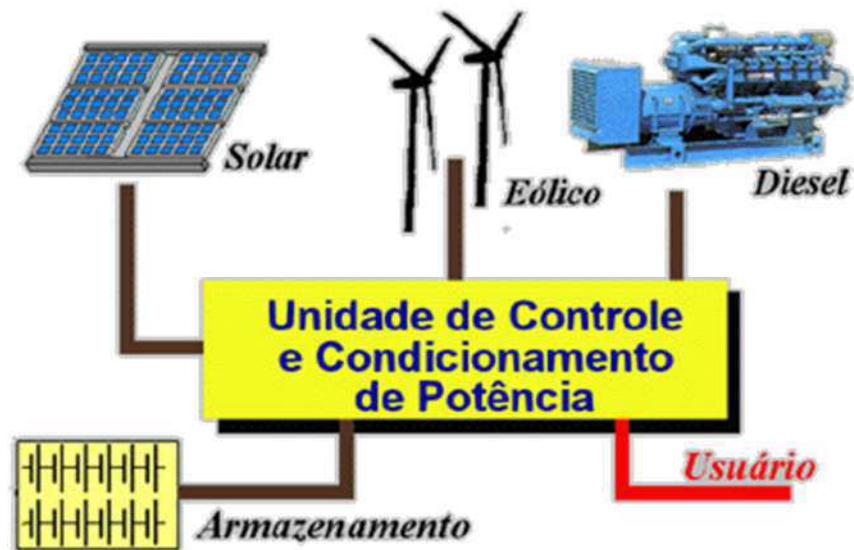 Solar
Eólico
Diesel
Unidade de Controle
e Condicionamento
de Potência
Usuário
Armazenamento